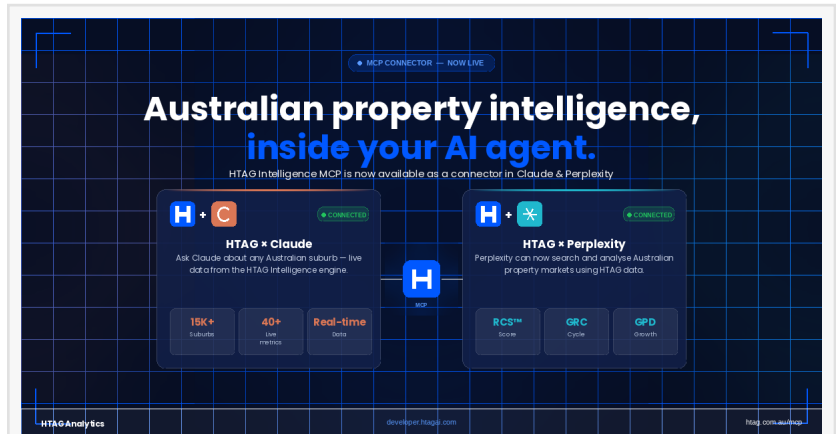 MCP CONNECTOR — NOW LIVE
Australian property intelligence,
inside your AI agent.
HTAG Intelligence MCP is now available as a connector in Claude & Perplexity
H + C
CONNECTED
HTAG × Claude
Ask Claude about any Australian suburb — live
data from the HTAG Intelligence engine.
15K+
Suburbs
40+
Live
metrics
Real-time
Data
H
MCP
H +
CONNECTED
HTAG × Perplexity
Perplexity can now search and analyse Australian
property markets using HTAG data.
RCS™
Score
GRC
Cycle
GPD
Growth
HTAG Analytics
developer.htagai.com
htag.com.au/mcp